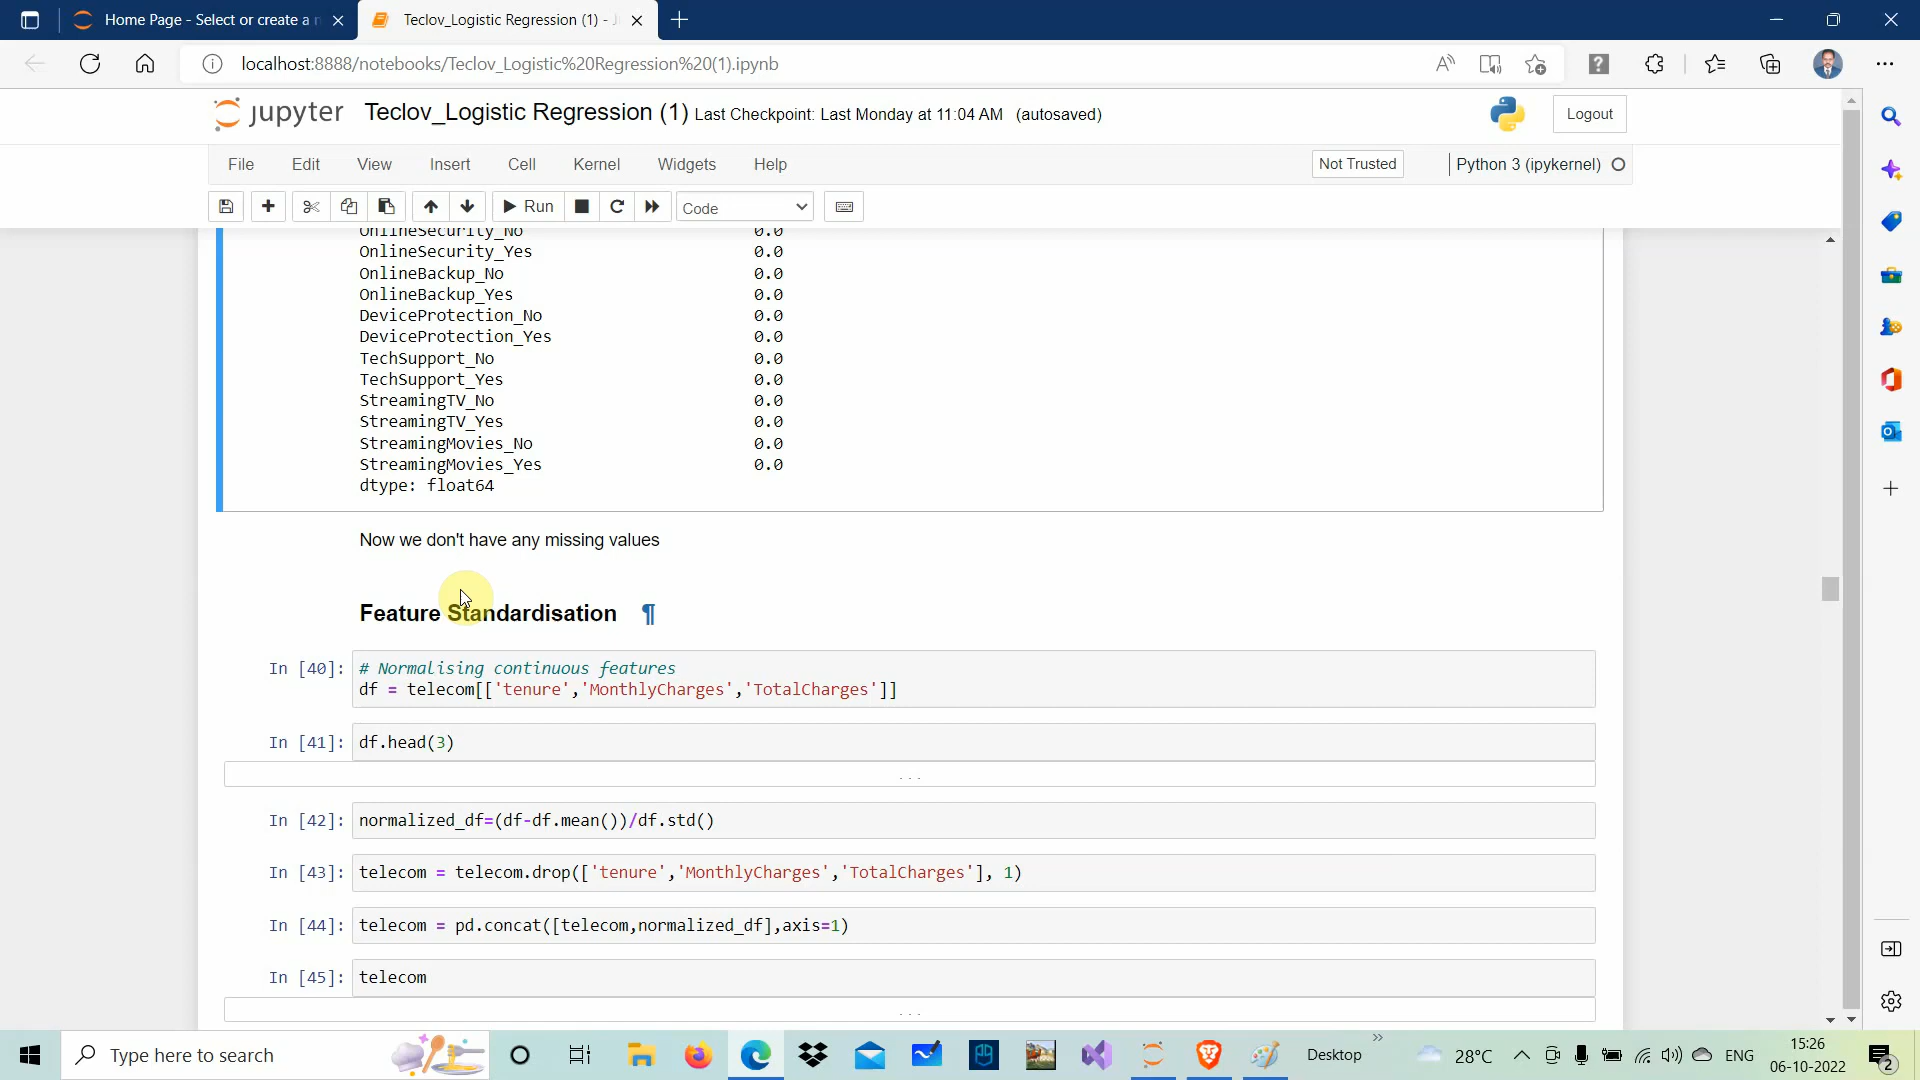 Home Page - Select or create a n
Teclov_Logistic Regression (1) - J
localhost:8888/notebooks/Teclov_Logistic%20Regression%20(1).ipynb
jupyter Teclov_Logistic Regression (1) Last Checkpoint: Last Monday at 11:04 AM (autosaved)
Logout
File Edit View Insert Cell Kernel Widgets Help
Not Trusted Python 3 (ipykernel)
Run Code
OnlineSecurity_No 0.0
OnlineSecurity_Yes 0.0
OnlineBackup_No 0.0
OnlineBackup_Yes 0.0
DeviceProtection_No 0.0
DeviceProtection_Yes 0.0
TechSupport_No 0.0
TechSupport_Yes 0.0
StreamingTV_No 0.0
StreamingTV_Yes 0.0
StreamingMovies_No 0.0
StreamingMovies_Yes 0.0
dtype: float64
Now we don't have any missing values
Feature Standardisation ¶
In [40]: # Normalising continuous features
df = telecom[['tenure','MonthlyCharges','TotalCharges']]
In [41]: df.head(3)
...
In [42]: normalized_df=(df-df.mean())/df.std()
In [43]: telecom = telecom.drop(['tenure','MonthlyCharges','TotalCharges'], 1)
In [44]: telecom = pd.concat([telecom,normalized_df],axis=1)
In [45]: telecom
...
Type here to search
Desktop
28°C
ENG
15:26
06-10-2022
2